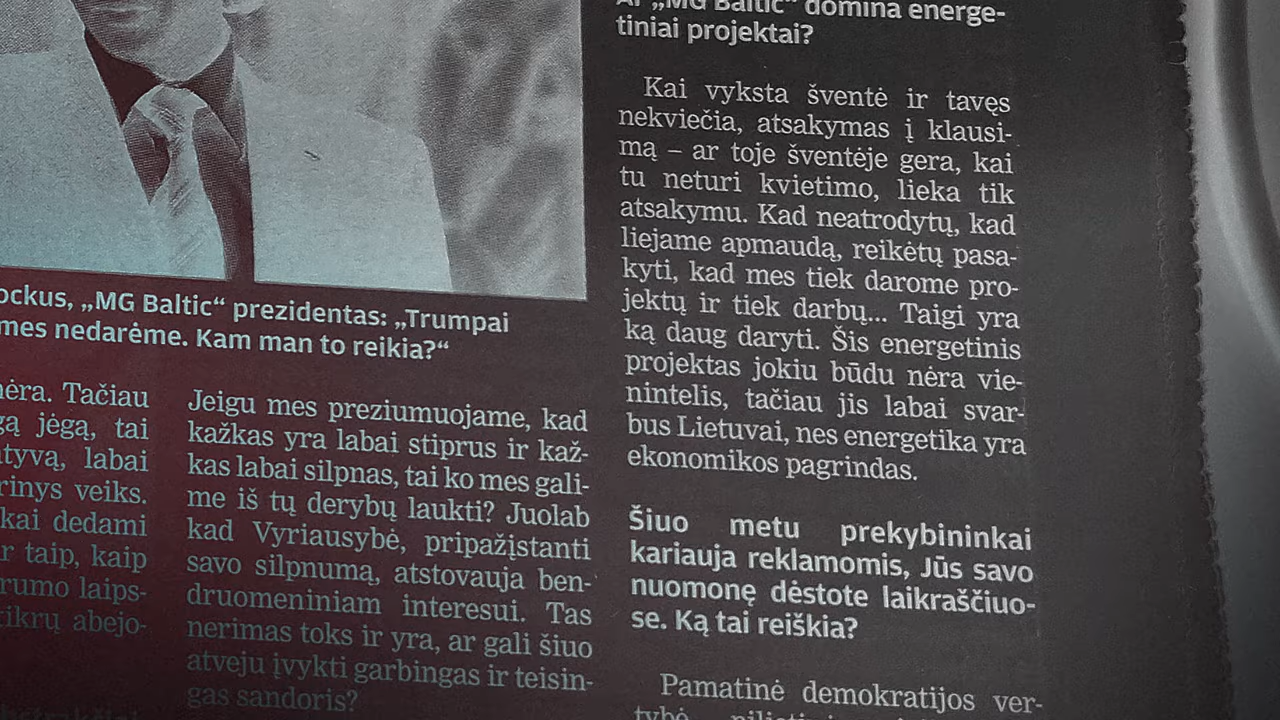 „MG Baltic“ prezidentas: „Trumpai
mes nedarėme. Kam man to reikia?“
Tačiau
jėgą, tai
labai
veiks.
kai dedami
taip, kaip
laips-
abejo-
Jeigu mes preziumuojame, kad
kažkas yra labai stiprus ir kaž-
kas labai silpnas, tai ko mes gali-
me iš tų derybų laukti? Juolab
kad Vyriausybė, pripažįstanti
savo silpnumą, atstovauja ben-
druomeniniam interesui. Tas
nerimas toks ir yra, ar gali šiuo
atveju įvykti garbingas ir teisin-
gas sandoris?
Ar „MG Baltic“ domina energe-
tiniai projektai?
Kai vyksta šventė ir tavęs
nekviečia, atsakymas į klausi-
mą – ar toje šventėje gera, kai
tu neturi kvietimo, lieka tik
atsakymu. Kad neatrodytų, kad
liejame apmaudą, reikėtų pasa-
kyti, kad mes tiek darome pro-
jektų ir tiek darbų... Taigi yra
ką daug daryti. Šis energetinis
projektas jokiu būdu nėra vie-
nintelis, tačiau jis labai svar-
bus Lietuvai, nes energetika yra
ekonomikos pagrindas.
Šiuo metu prekybininkai
kariauja reklamomis, Jūs savo
nuomonę dėstote laikraščiuo-
se. Ką tai reiškia?
Pamatinė demokratijos ver-